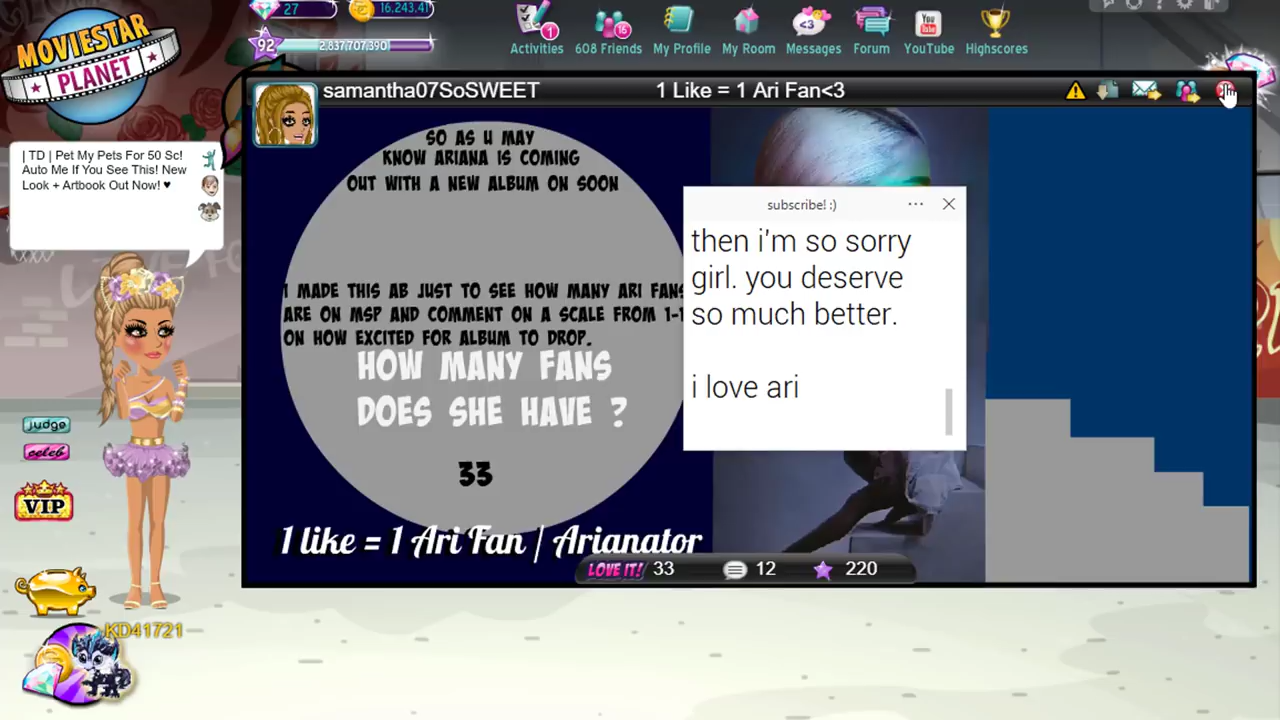 MOVIESTAR
PLANET
27
16,243,41
92
2,837,707,390
1
16
<3
You
Tube
Activities
608 Friends
My Profile
My Room
Messages
Forum
YouTube
Highscores
samantha07SoSWEET
1 Like = 1 Ari Fan<3
| TD | Pet My Pets For 50 Sc!
Auto Me If You See This! New
Look + Artbook Out Now! ♥
SO AS U MAY
KNOW ARIANA IS COMING
OUT WITH A NEW ALBUM ON SOON
I MADE THIS AB JUST TO SEE HOW MANY ARI FANS
ARE ON MSP AND COMMENT ON A SCALE FROM 1-1
ON HOW EXCITED FOR ALBUM TO DROP.
HOW MANY FANS
DOES SHE HAVE ?
33
1 like = 1 Ari Fan / Arianator
subscribe! :)
then i'm so sorry
girl. you deserve
so much better.
i love ari
LOVE IT! 33
12
220
judge
celeb
VIP
KD41721